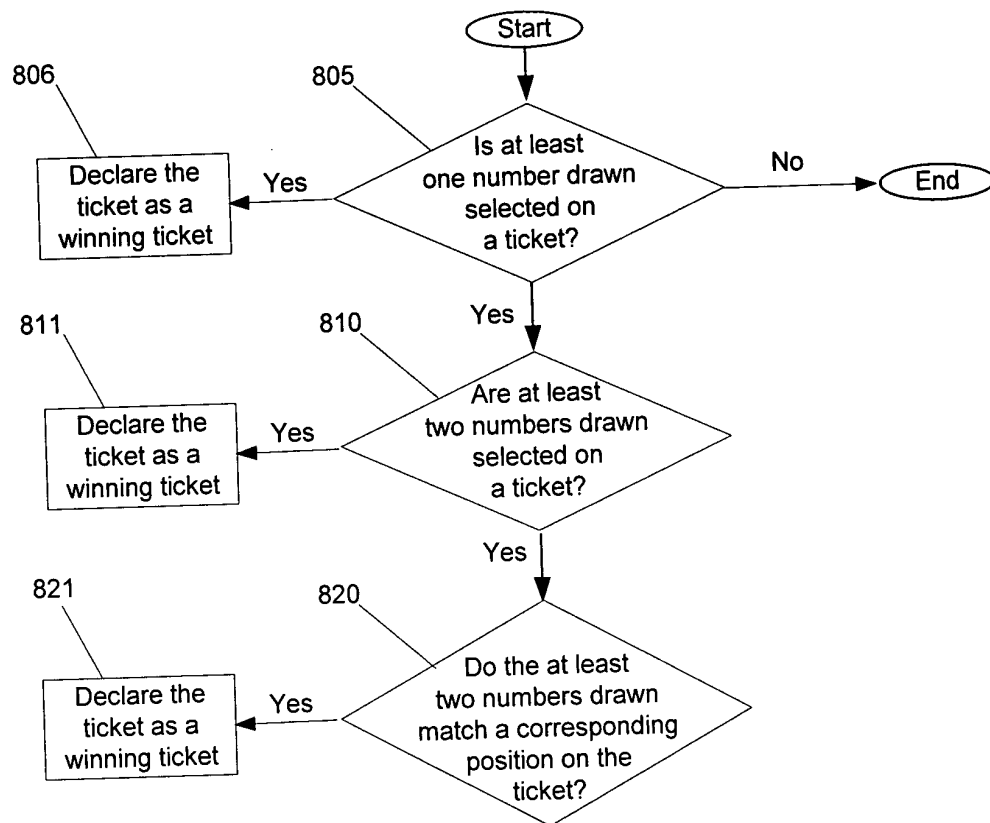 Start
806
805
Is at least
one number drawn
selected on
a ticket?
No
End
Yes
Declare the
ticket as a
winning ticket
Yes
811
810
Are at least
two numbers drawn
selected on
a ticket?
Yes
Declare the
ticket as a
winning ticket
Yes
821
820
Do the at least
two numbers drawn
match a corresponding
position on the
ticket?
Yes
Declare the
ticket as a
winning ticket